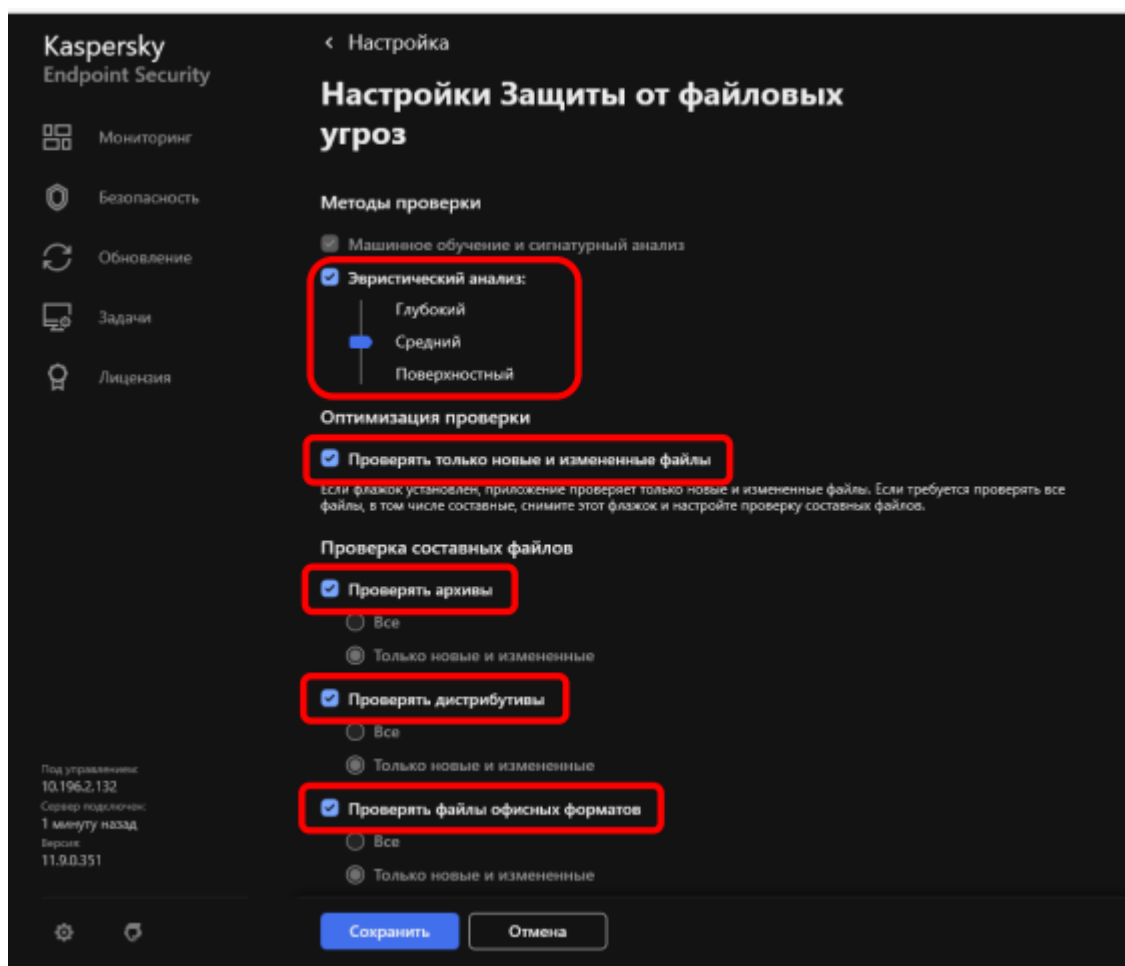 Kaspersky
Endpoint Security
Мониторинг
Безопасность
Обновление
Задачи
Лицензия
Под управлением:
10.196.2.132
Сервер подключен:
1 минуту назад
Версия:
11.9.0.351
‹ Настройка
Настройки Защиты от файловых
угроз
Методы проверки
Машинное обучение и сигнатурный анализ
Эвристический анализ:
Глубокий
Средний
Поверхностный
Оптимизация проверки
Проверять только новые и измененные файлы
Если флажок установлен, приложение проверяет только новые и измененные файлы. Если требуется проверять все
файлы, в том числе составные, снимите этот флажок и настройте проверку составных файлов.
Проверка составных файлов
Проверять архивы
Все
Только новые и измененные
Проверять дистрибутивы
Все
Только новые и измененные
Проверять файлы офисных форматов
Все
Только новые и измененные
Сохранить
Отмена